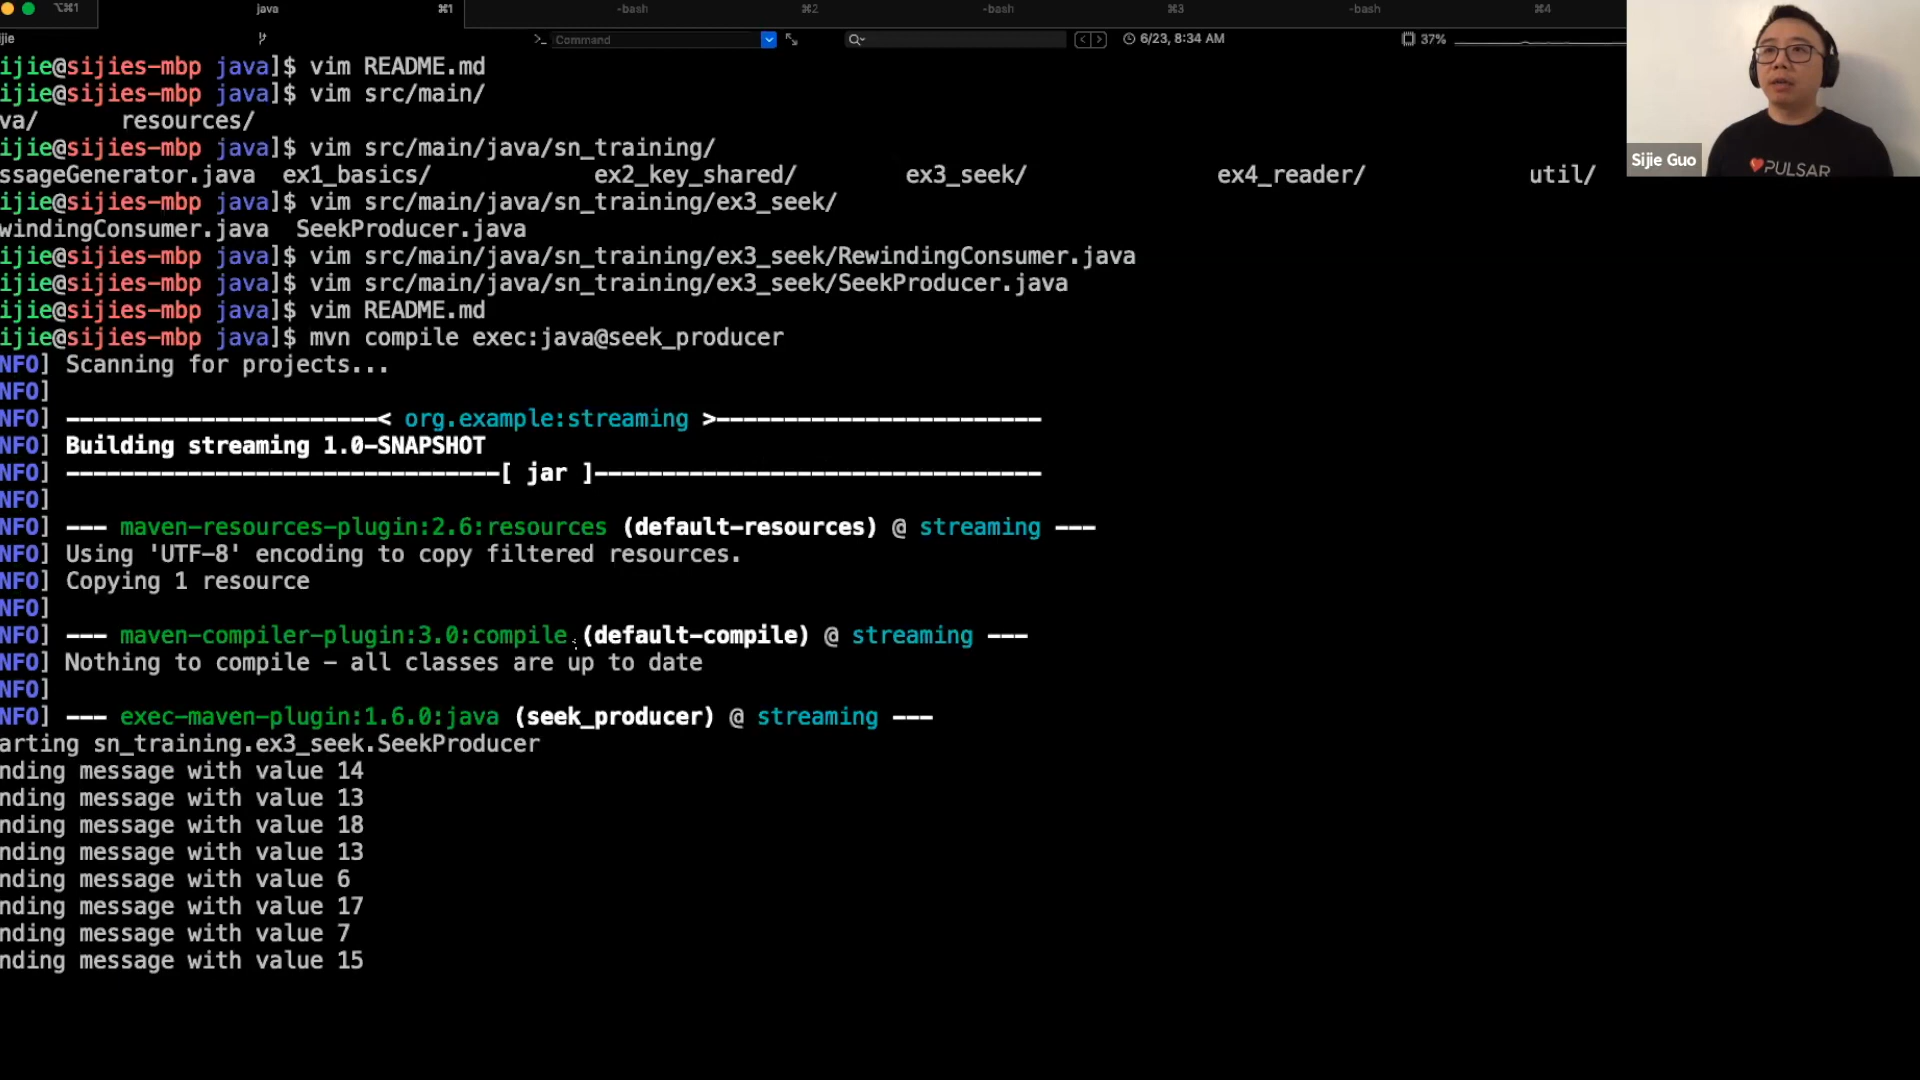 ⌥⌘1 java ⌘1 -bash ⌘2 -bash ⌘3 -bash ⌘4
jie Command 6/23, 8:34 AM 37%
ijie@sijies-mbp java]$ vim README.md
ijie@sijies-mbp java]$ vim src/main/
va/ resources/
ijie@sijies-mbp java]$ vim src/main/java/sn_training/
ssageGenerator.java ex1_basics/ ex2_key_shared/ ex3_seek/ ex4_reader/ util/
ijie@sijies-mbp java]$ vim src/main/java/sn_training/ex3_seek/
windingConsumer.java SeekProducer.java
ijie@sijies-mbp java]$ vim src/main/java/sn_training/ex3_seek/RewindingConsumer.java
ijie@sijies-mbp java]$ vim src/main/java/sn_training/ex3_seek/SeekProducer.java
ijie@sijies-mbp java]$ vim README.md
ijie@sijies-mbp java]$ mvn compile exec:java@seek_producer
NFO] Scanning for projects...
NFO]
NFO] -----------------------< org.example:streaming >------------------------
NFO] Building streaming 1.0-SNAPSHOT
NFO] --------------------------------[ jar ]---------------------------------
NFO]
NFO] --- maven-resources-plugin:2.6:resources (default-resources) @ streaming ---
NFO] Using 'UTF-8' encoding to copy filtered resources.
NFO] Copying 1 resource
NFO]
NFO] --- maven-compiler-plugin:3.0:compile (default-compile) @ streaming ---
NFO] Nothing to compile - all classes are up to date
NFO]
NFO] --- exec-maven-plugin:1.6.0:java (seek_producer) @ streaming ---
arting sn_training.ex3_seek.SeekProducer
nding message with value 14
nding message with value 13
nding message with value 18
nding message with value 13
nding message with value 6
nding message with value 17
nding message with value 7
nding message with value 15
Sijie Guo
PULSAR